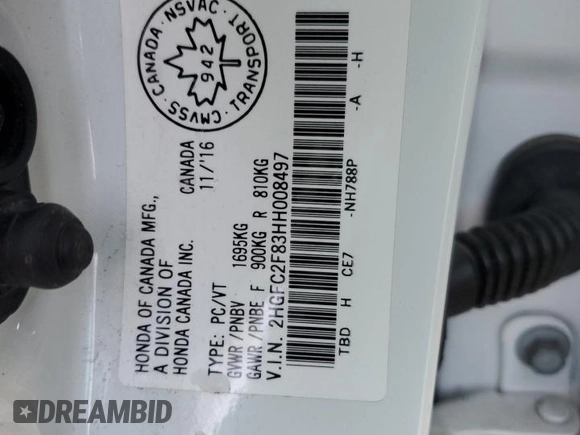 HONDA OF CANADA MFG.,
A DIVISION OF
HONDA CANADA INC.
CANADA
11/'16
TYPE: PC/VT
GVWR/PNBV 1695KG
GAWR/PNBE F 900KG R 810KG
V.I.N. 2HGFC2F83HH008497
TBD H CE7 -NH788P -A -H
CMVSS · CANADA · NSVAC · TRANSPORT ·
942
DREAMBID